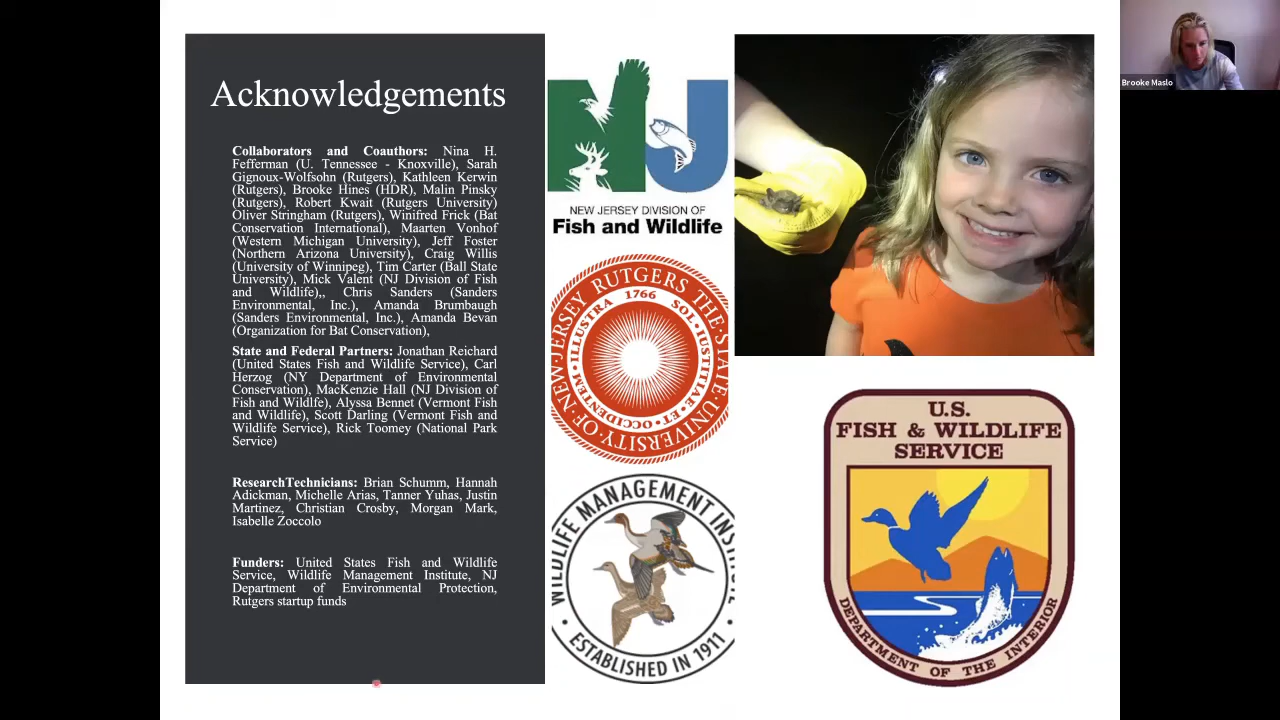 Acknowledgements
Collaborators and Coauthors: Nina H.
Fefferman (U. Tennessee - Knoxville), Sarah
Gignoux-Wolfsohn (Rutgers), Kathleen Kerwin
(Rutgers), Brooke Hines (HDR), Malin Pinsky
(Rutgers), Robert Kwait (Rutgers University)
Oliver Stringham (Rutgers), Winifred Frick (Bat
Conservation International), Maarten Vonhof
(Western Michigan University), Jeff Foster
(Northern Arizona University), Craig Willis
(University of Winnipeg), Tim Carter (Ball State
University), Mick Valent (NJ Division of Fish
and Wildlife),, Chris Sanders (Sanders
Environmental, Inc.), Amanda Brumbaugh
(Sanders Environmental, Inc.), Amanda Bevan
(Organization for Bat Conservation),
State and Federal Partners: Jonathan Reichard
(United States Fish and Wildlife Service), Carl
Herzog (NY Department of Environmental
Conservation), MacKenzie Hall (NJ Division of
Fish and Wildlfe), Alyssa Bennet (Vermont Fish
and Wildlife), Scott Darling (Vermont Fish and
Wildlife Service), Rick Toomey (National Park
Service)
ResearchTechnicians: Brian Schumm, Hannah
Adickman, Michelle Arias, Tanner Yuhas, Justin
Martinez, Christian Crosby, Morgan Mark,
Isabelle Zoccolo
Funders: United States Fish and Wildlife
Service, Wildlife Management Institute, NJ
Department of Environmental Protection,
Rutgers startup funds
NJ
NEW JERSEY DIVISION OF
Fish and Wildlife
RUTGERS THE·STATE·UNIVERSITY·OF·NEW·JERSEY
1766
SOL·IUSTITIAE·ET·OCCIDENTEM·ILLUSTRA
WILDLIFE MANAGEMENT INSTITUTE
• ESTABLISHED IN 1911 •
U.S.
FISH & WILDLIFE
SERVICE
DEPARTMENT OF THE INTERIOR
Brooke Maslo